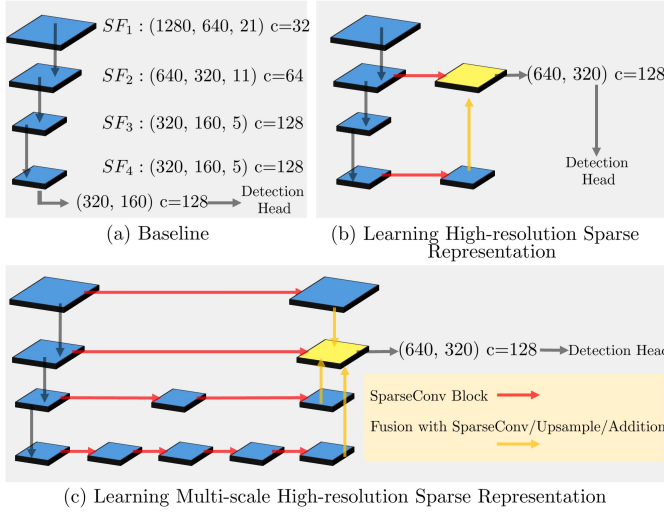 SF₁ : (1280, 640, 21) c=32
SF₂ : (640, 320, 11) c=64
SF₃ : (320, 160, 5) c=128
SF₄ : (320, 160, 5) c=128
(320, 160) c=128
Detection
Head
(a) Baseline
(640, 320) c=128
Detection
Head
(b) Learning High-resolution Sparse
Representation
(640, 320) c=128
Detection Head
SparseConv Block
Fusion with SparseConv/Upsample/Addition
(c) Learning Multi-scale High-resolution Sparse Representation